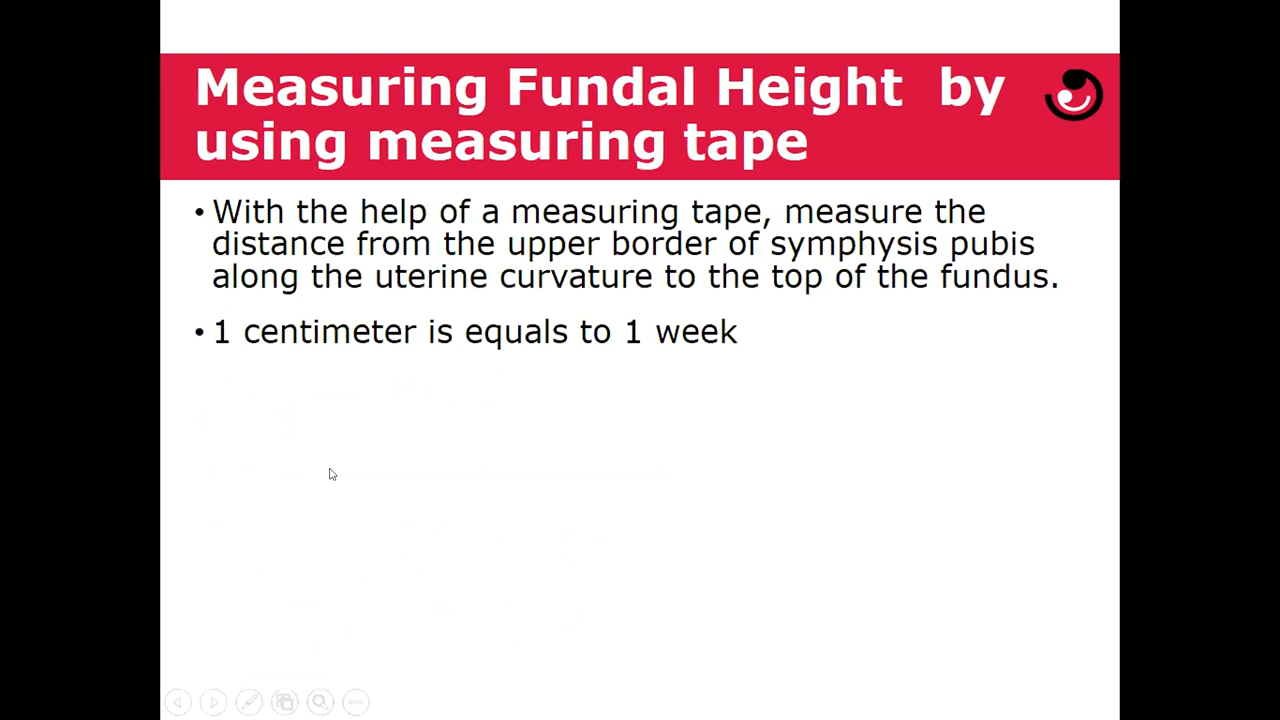 Measuring Fundal Height by
using measuring tape
• With the help of a measuring tape, measure the
distance from the upper border of symphysis pubis
along the uterine curvature to the top of the fundus.
• 1 centimeter is equals to 1 week